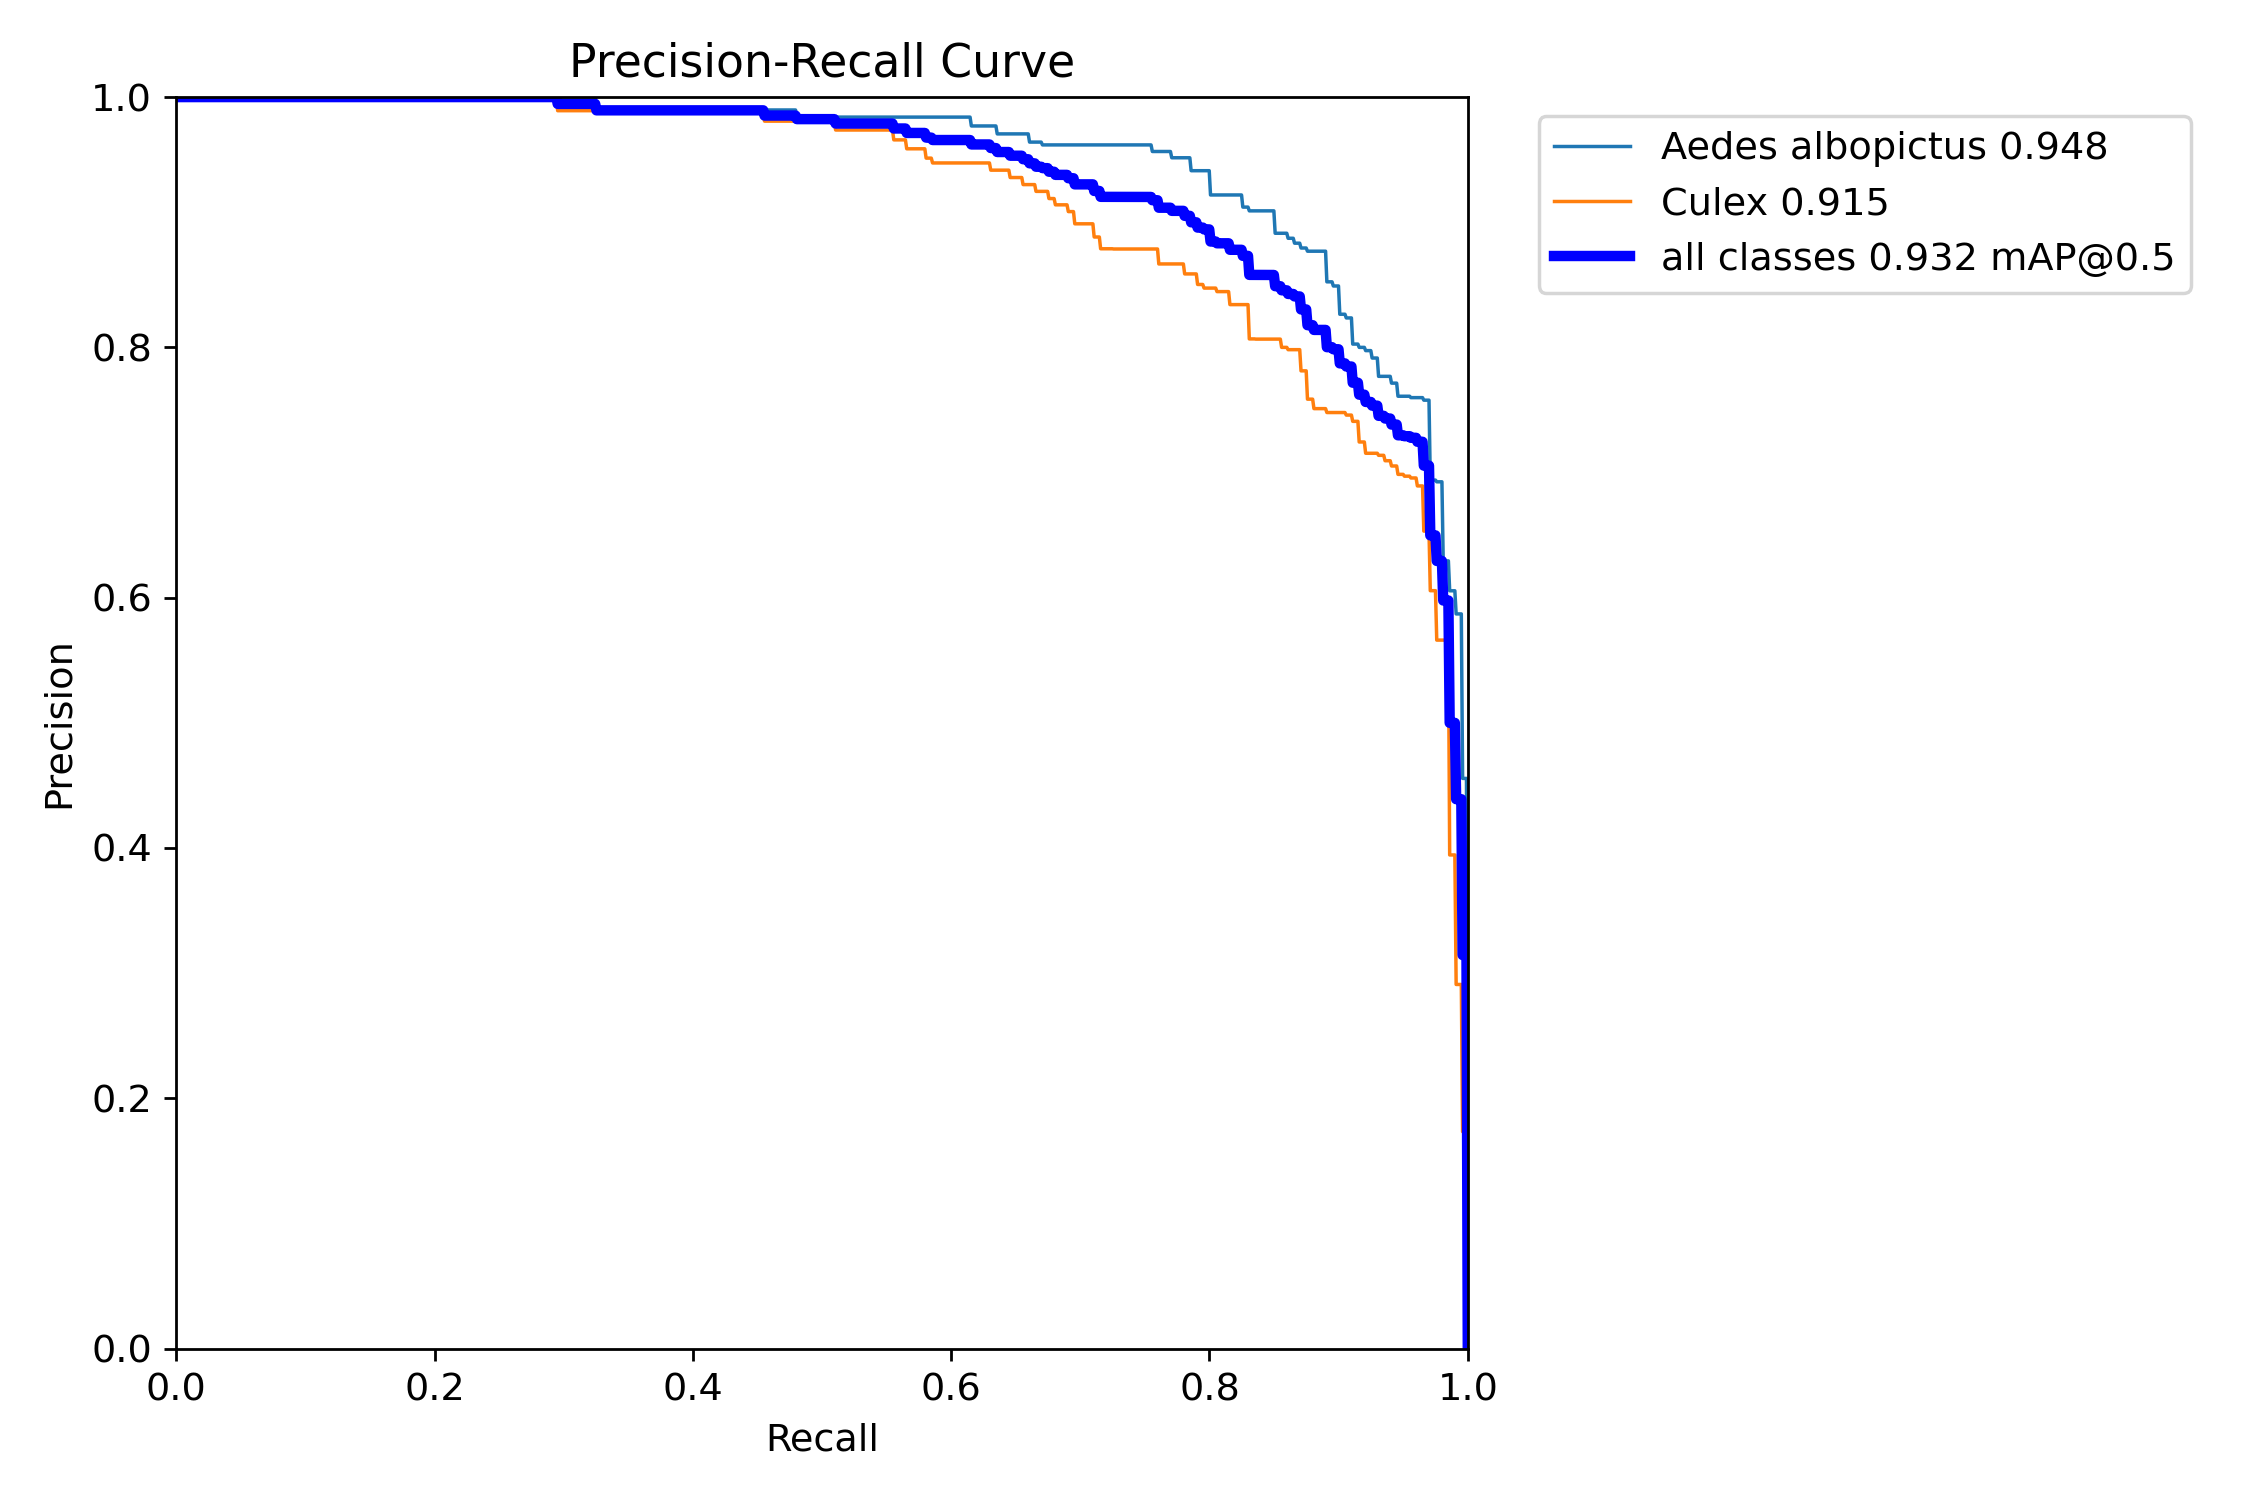 Precision-Recall Curve
1.0
0.8
0.6
0.4
0.2
0.0
Precision
0.0 0.2 0.4 0.6 0.8 1.0
Recall
Aedes albopictus 0.948
Culex 0.915
all classes 0.932 mAP@0.5